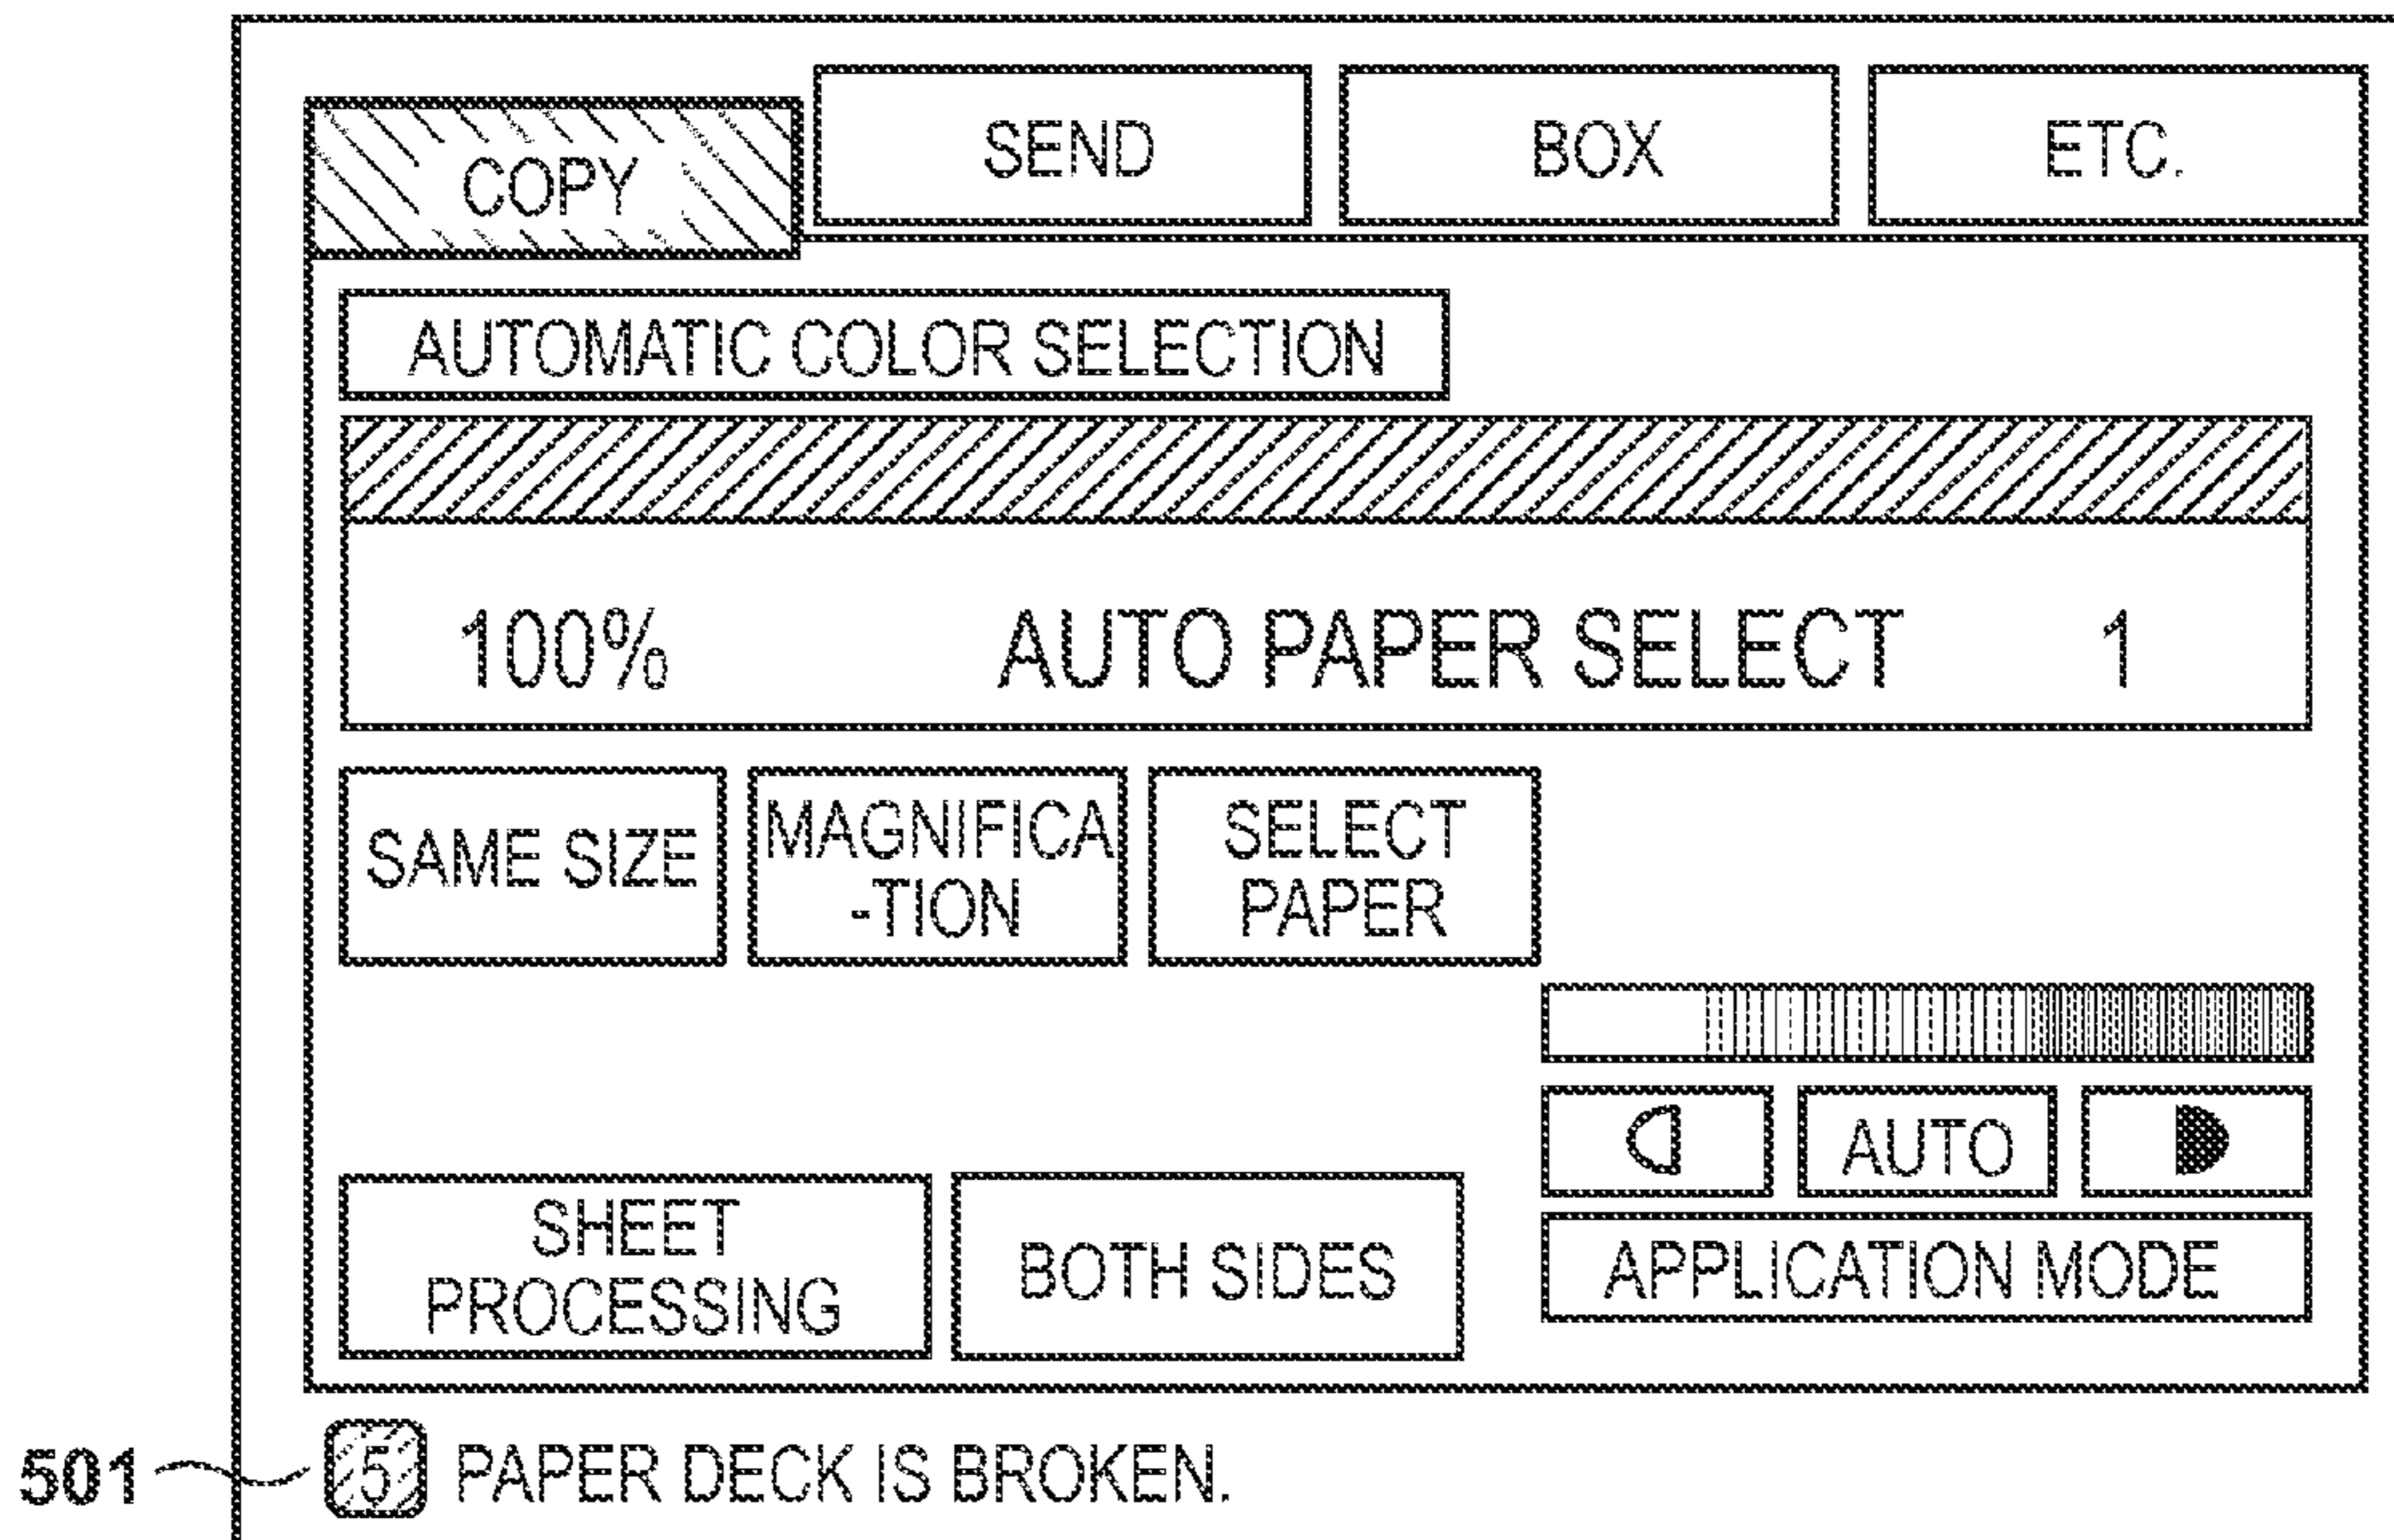 COPY
SEND
BOX
ETC.
AUTOMATIC COLOR SELECTION
100% AUTO PAPER SELECT 1
SAME SIZE
MAGNIFICA
-TION
SELECT
PAPER
AUTO
SHEET
PROCESSING
BOTH SIDES
APPLICATION MODE
501
5 PAPER DECK IS BROKEN.